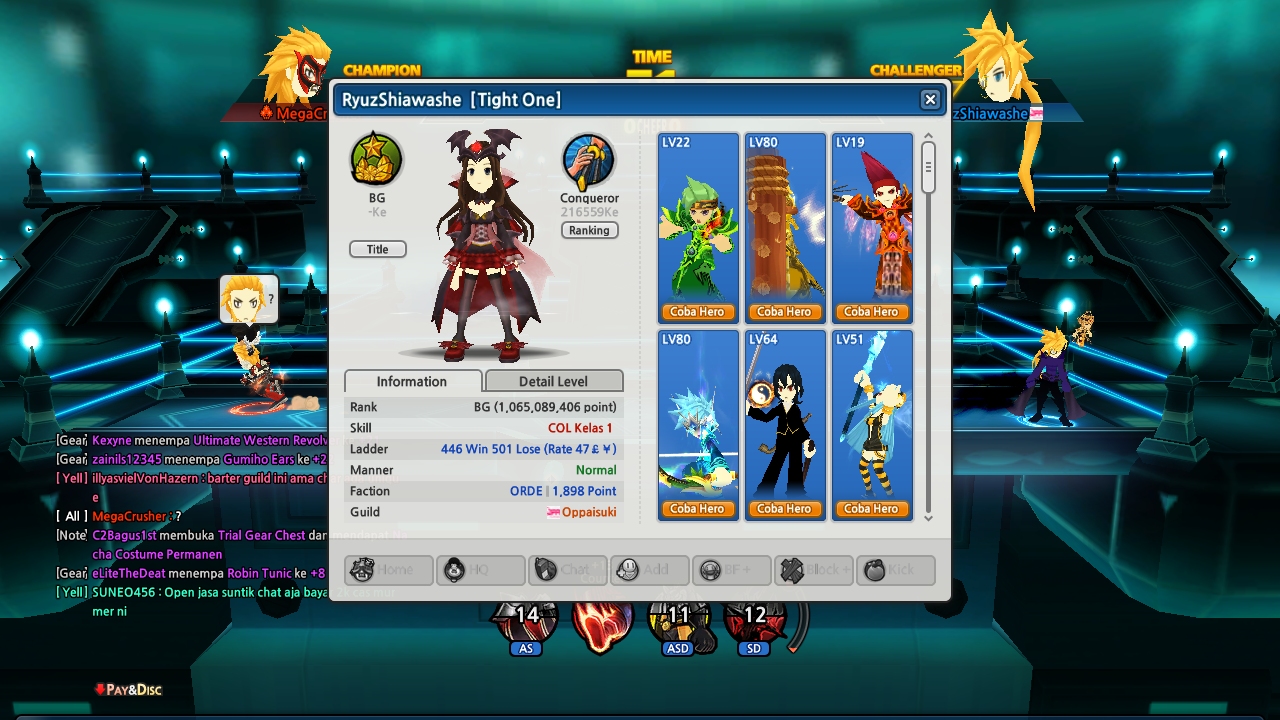 CHAMPION
TIME
CHALLENGER
MegaCr
zShiawashe
RyuzShiawashe [Tight One]
BG
-Ke
Title
Conqueror
216559Ke
Ranking
LV22
LV80
LV19
Coba Hero
Coba Hero
Coba Hero
LV80
LV64
LV51
Coba Hero
Coba Hero
Coba Hero
Information
Detail Level
Rank BG (1,065,089,406 point)
Skill COL Kelas 1
Ladder 446 Win 501 Lose (Rate 47£¥)
Manner Normal
Faction ORDE | 1,898 Point
Guild Oppaisuki
Home
HQ
Chat
Add
BF +
Block +
Kick
?
[Gear] Kexyne menempa Ultimate Western Revolv
[Gear] zainils12345 menempa Gumiho Ears ke +2
[ Yell ] illyasvielVonHazern : barter guild ini ama ch
e
[ All ] MegaCrusher : ?
[Note] C2Bagus1st membuka Trial Gear Chest dan mendapat
cha Costume Permanen
[Gear] eLiteTheDeat menempa Robin Tunic ke +8
[ Yell ] SUNEO456 : Open jasa suntik chat aja baya
mer ni
14
11
12
AS
ASD
SD
PAY&DISC